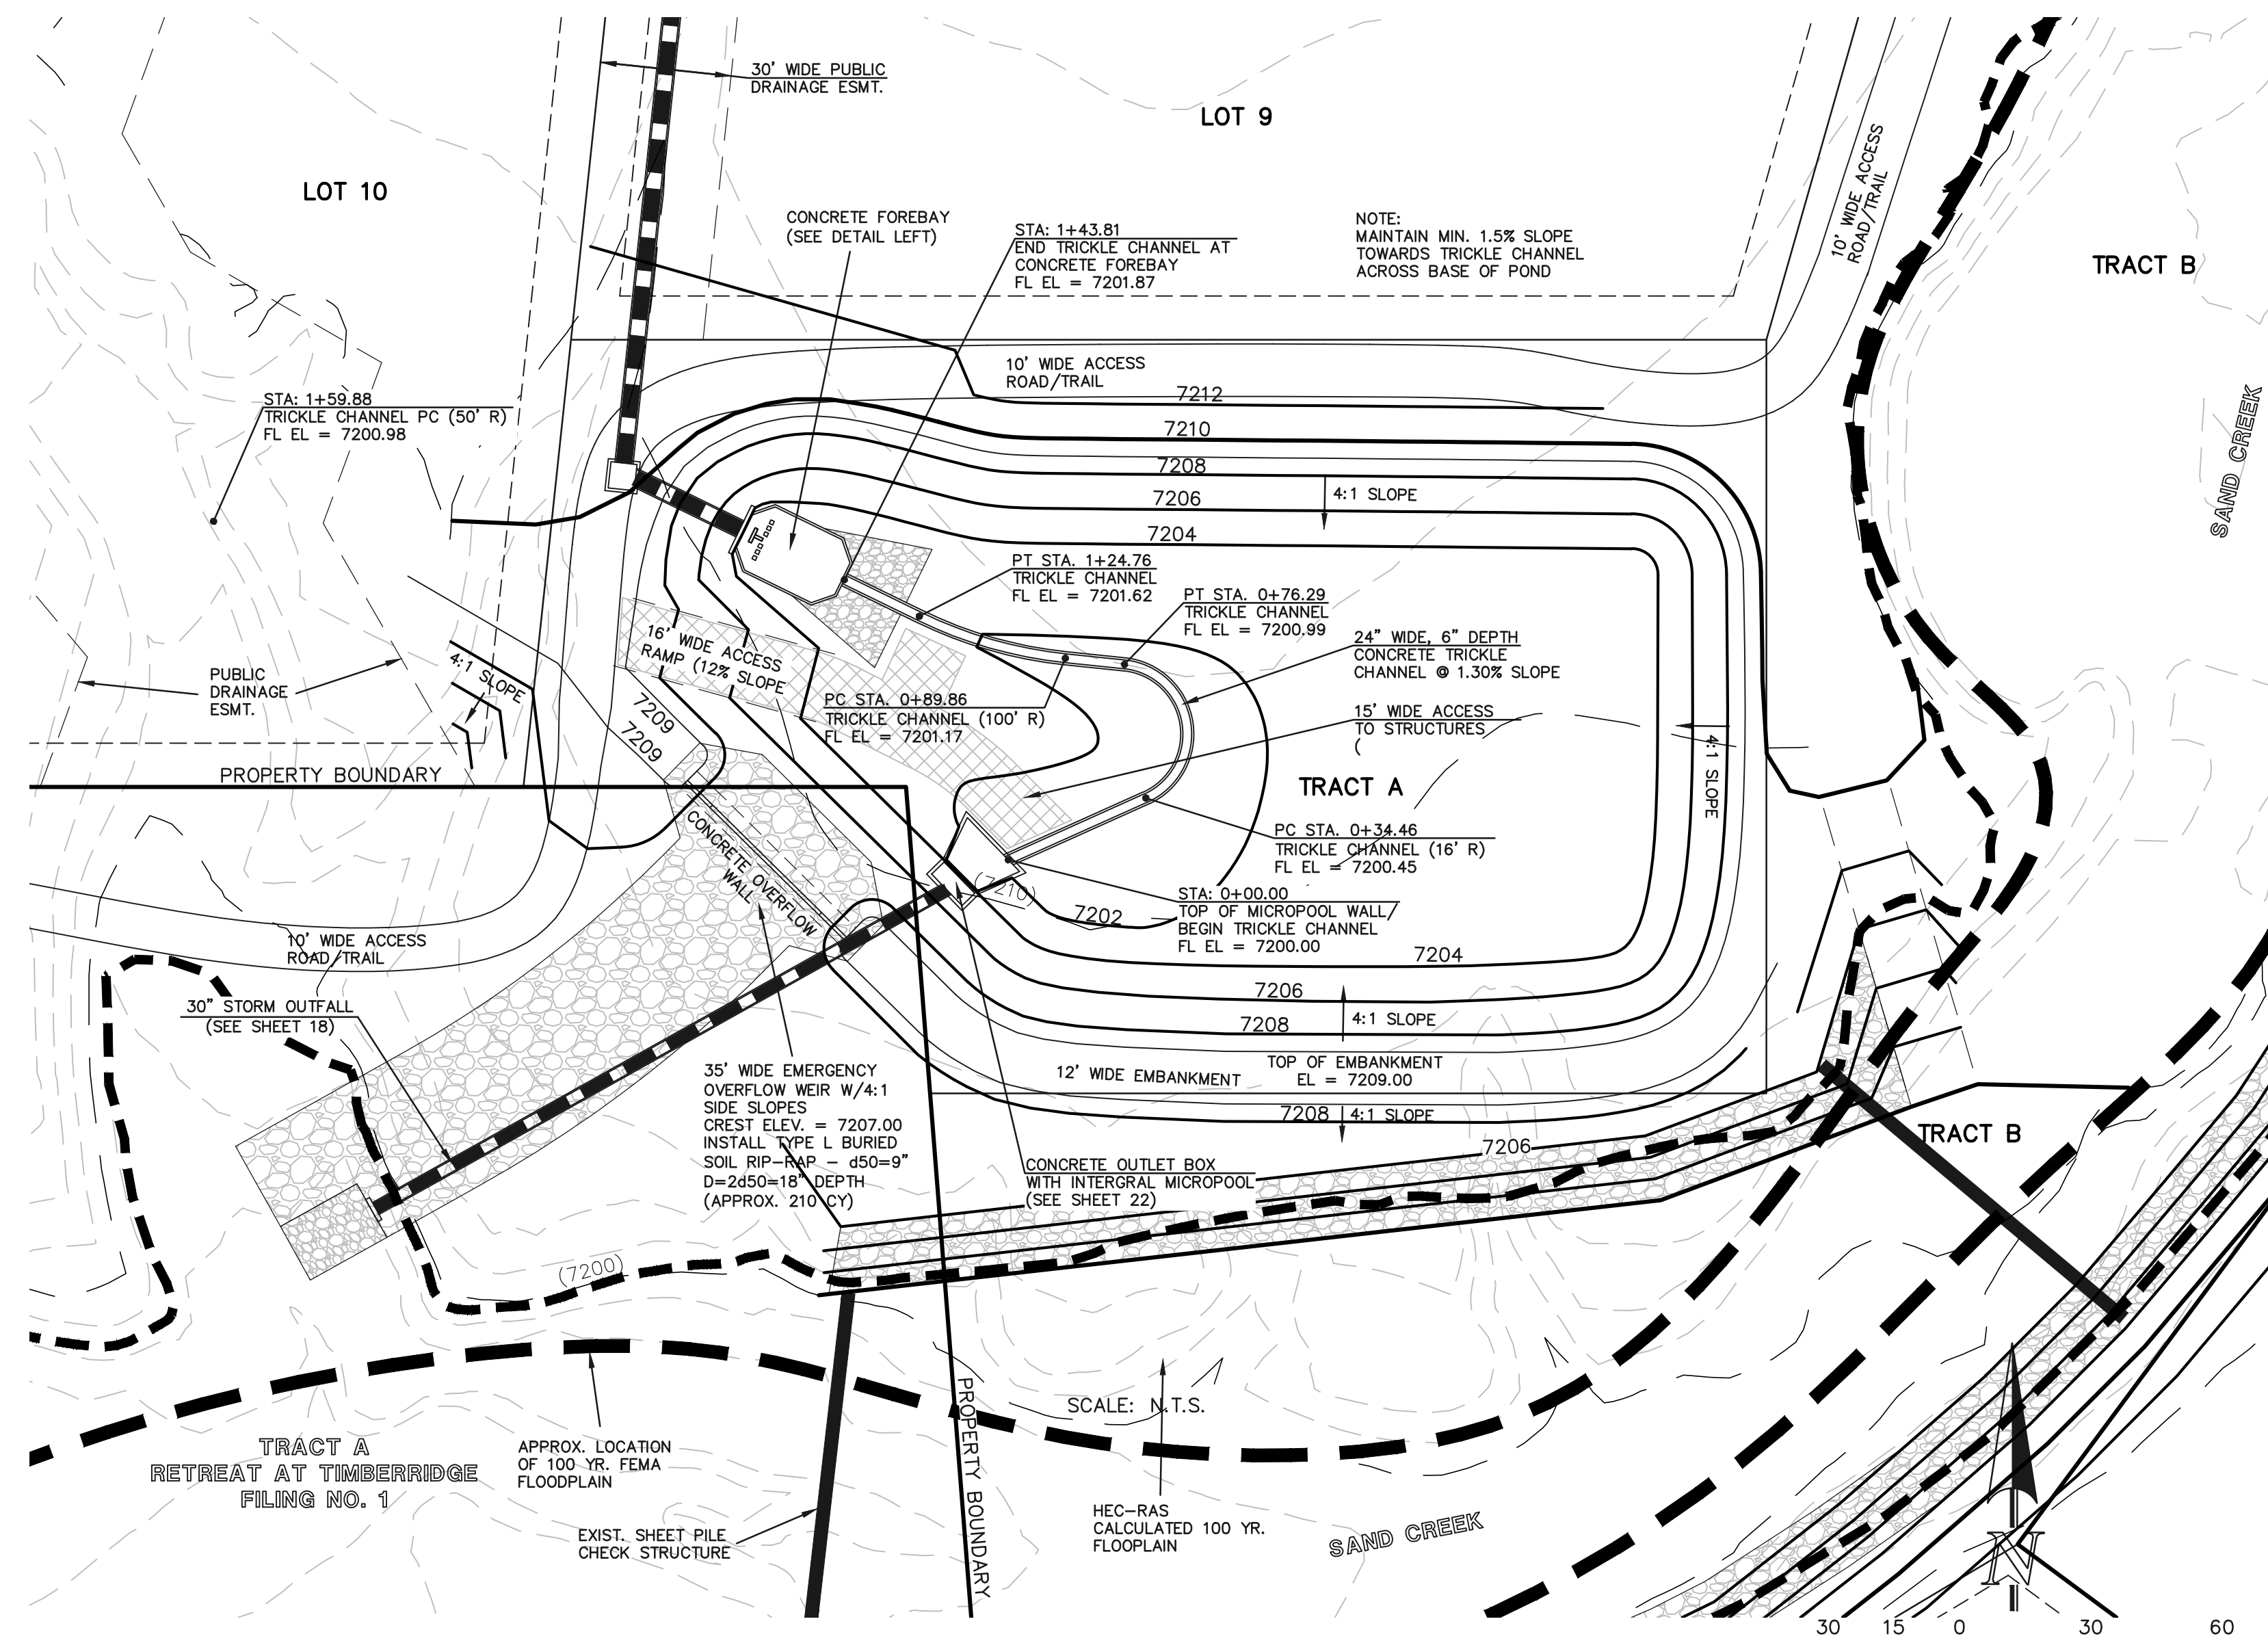 30' WIDE PUBLIC
DRAINAGE ESMT.
LOT 9
LOT 10
10' WIDE ACCESS
ROAD/TRAIL
TRACT B
CONCRETE FOREBAY
(SEE DETAIL LEFT)
STA: 1+43.81
END TRICKLE CHANNEL AT
CONCRETE FOREBAY
FL EL = 7201.87
NOTE:
MAINTAIN MIN. 1.5% SLOPE
TOWARDS TRICKLE CHANNEL
ACROSS BASE OF POND
10' WIDE ACCESS
ROAD/TRAIL
7212
STA: 1+59.88
TRICKLE CHANNEL PC (50' R)
FL EL = 7200.98
SAND CREEK
7210
7208
7206
4:1 SLOPE
7204
PT STA. 1+24.76
TRICKLE CHANNEL
FL EL = 7201.62
PT STA. 0+76.29
TRICKLE CHANNEL
FL EL = 7200.99
24" WIDE, 6" DEPTH
CONCRETE TRICKLE
CHANNEL @ 1.30% SLOPE
16' WIDE ACCESS
RAMP (12% SLOPE
4:1 SLOPE
PUBLIC
DRAINAGE
ESMT.
7209
7209
PC STA. 0+89.86
TRICKLE CHANNEL (100' R)
FL EL = 7201.17
15' WIDE ACCESS
TO STRUCTURES
(
4:1 SLOPE
PROPERTY BOUNDARY
TRACT A
CONCRETE OVERFLOW
WALL
PC STA. 0+34.46
TRICKLE CHANNEL (16' R)
FL EL = 7200.45
(7210)
7202
STA: 0+00.00
TOP OF MICROPOOL WALL/
BEGIN TRICKLE CHANNEL
FL EL = 7200.00
10' WIDE ACCESS
ROAD/TRAIL
7204
7206
30" STORM OUTFALL
(SEE SHEET 18)
7208
4:1 SLOPE
35' WIDE EMERGENCY
OVERFLOW WEIR W/4:1
SIDE SLOPES
CREST ELEV. = 7207.00
INSTALL TYPE L BURIED
SOIL RIP-RAP - d50=9"
D=2d50=18" DEPTH
(APPROX. 210 CY)
12' WIDE EMBANKMENT
TOP OF EMBANKMENT
EL = 7209.00
7208
4:1 SLOPE
7206
TRACT B
CONCRETE OUTLET BOX
WITH INTERGRAL MICROPOOL
(SEE SHEET 22)
(7200)
SCALE: N.T.S.
PROPERTY BOUNDARY
TRACT A
RETREAT AT TIMBERRIDGE
FILING NO. 1
APPROX. LOCATION
OF 100 YR. FEMA
FLOODPLAIN
EXIST. SHEET PILE
CHECK STRUCTURE
HEC-RAS
CALCULATED 100 YR.
FLOOPLAIN
SAND CREEK
N
30 15 0 30 60